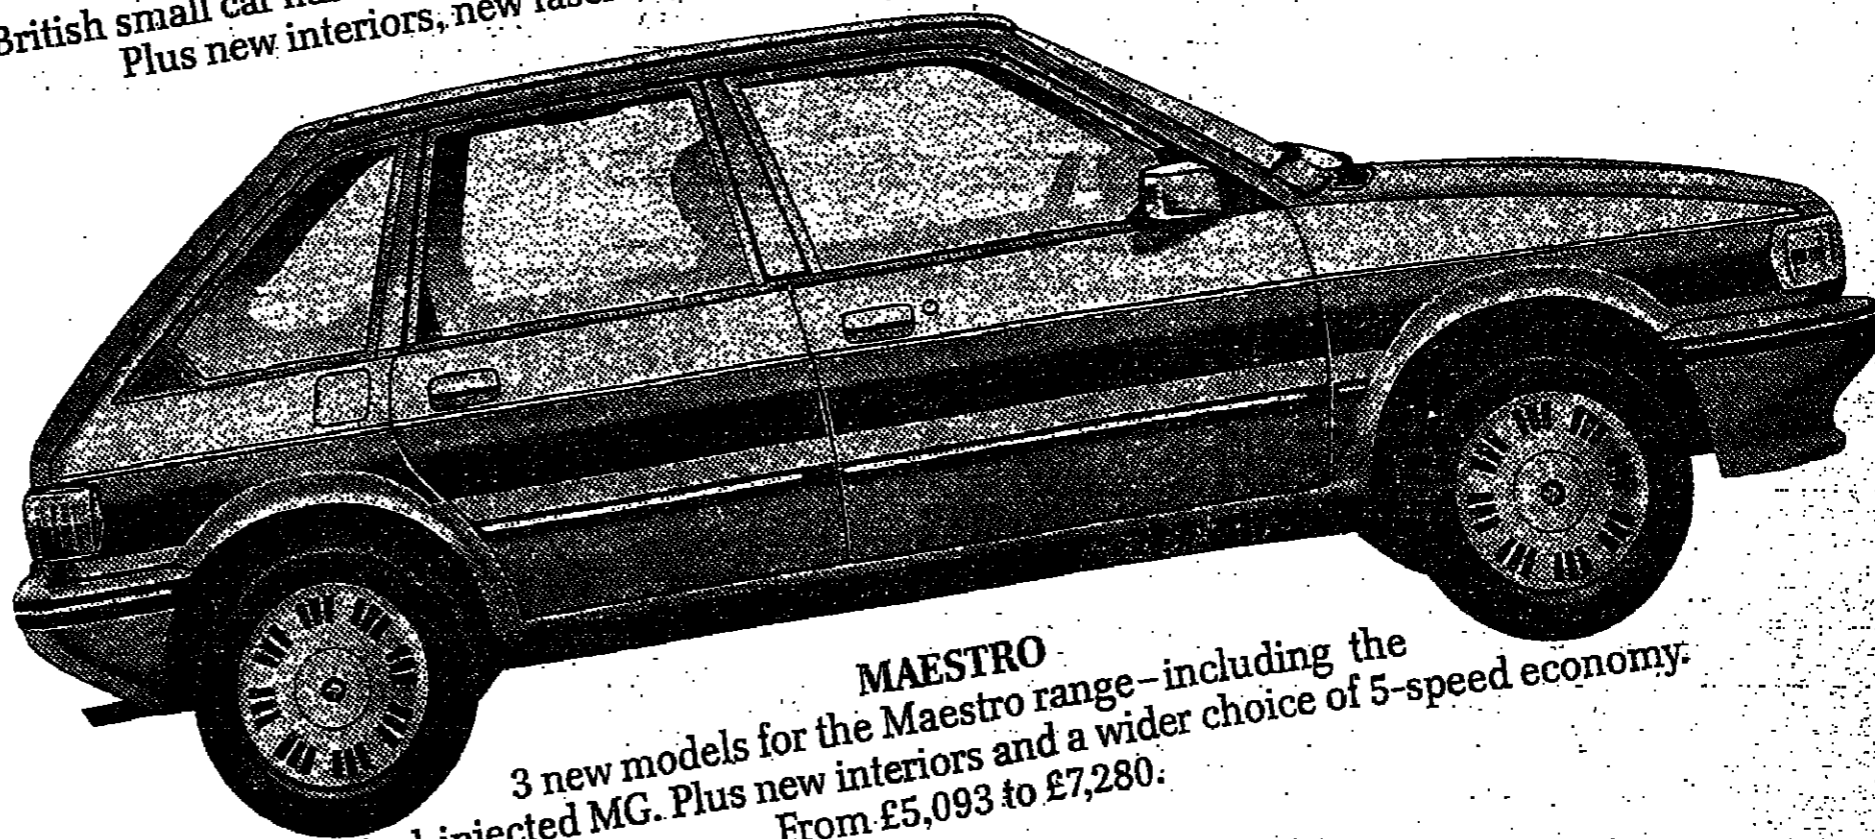 British small car
Plus new interiors, new
MAESTRO
3 new models for the Maestro range–including the
injected MG. Plus new interiors and a wider choice of 5-speed economy.
From £5,093 to £7,280.